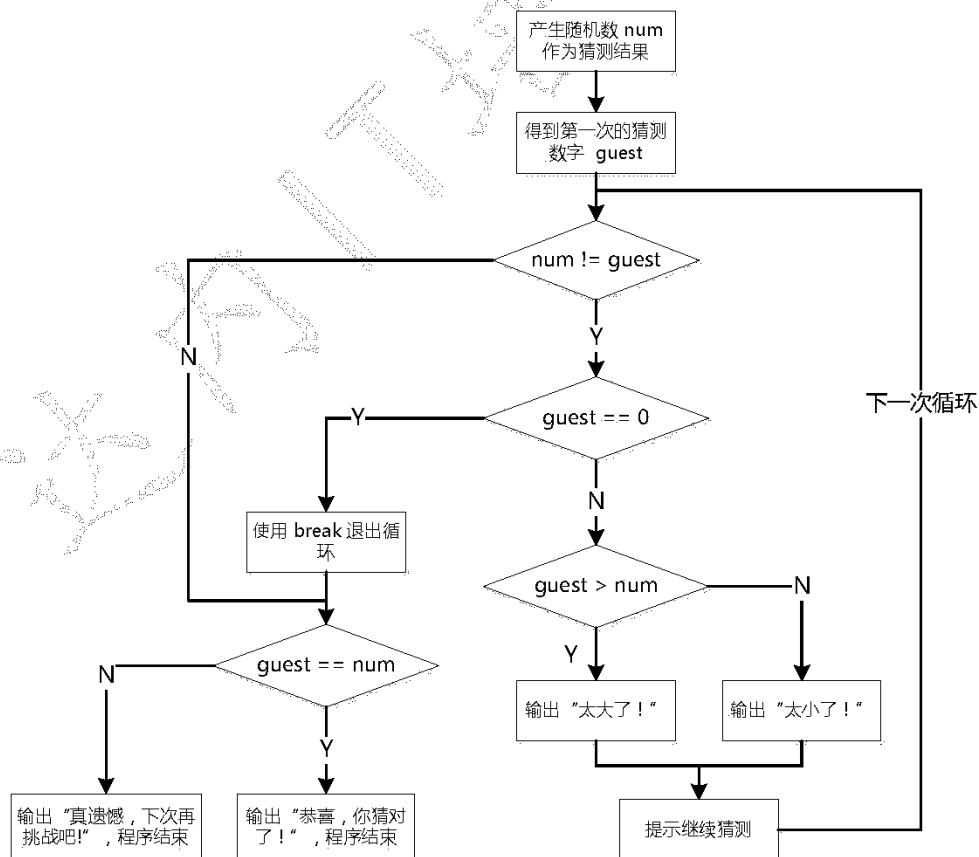 产生随机数 num
作为猜测结果
得到第一次的猜测
数字 guest
num != guest
Y
N
下一次循环
guest == 0
Y
N
使用 break 退出循
环
guest > num
N
Y
guest == num
N
Y
输出“太大了！“
输出“太小了！“
输出“真遗憾，下次再
挑战吧!”，程序结束
输出“恭喜，你猜对
了！“，程序结束
提示继续猜测